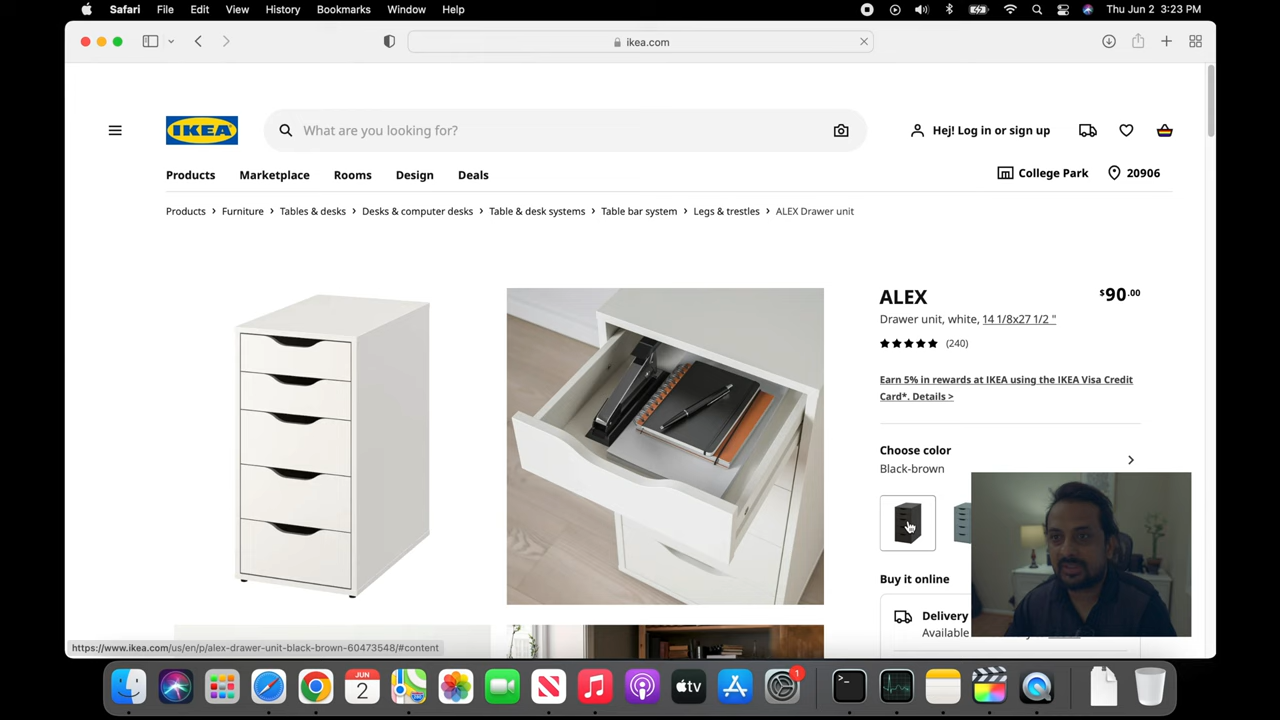 Safari File Edit View History Bookmarks Window Help Thu Jun 2 3:23 PM
ikea.com
IKEA What are you looking for? Hej! Log in or sign up
Products Marketplace Rooms Design Deals College Park 20906
Products > Furniture > Tables & desks > Desks & computer desks > Table & desk systems > Table bar system > Legs & trestles > ALEX Drawer unit
ALEX $90.00
Drawer unit, white, 14 1/8x27 1/2 "
(240)
Earn 5% in rewards at IKEA using the IKEA Visa Credit
Card*. Details >
Choose color
Black-brown
Buy it online
Delivery
Available
https://www.ikea.com/us/en/p/alex-drawer-unit-black-brown-60473548/#content
JUN
2
tv
1